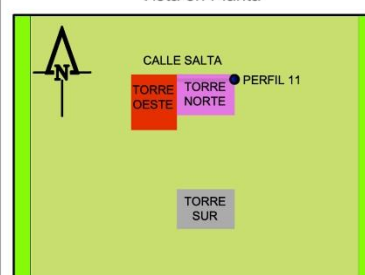 Vista en Planta
N
CALLE SALTA
TORRE
OESTE
TORRE
NORTE
PERFIL 11
TORRE
SUR